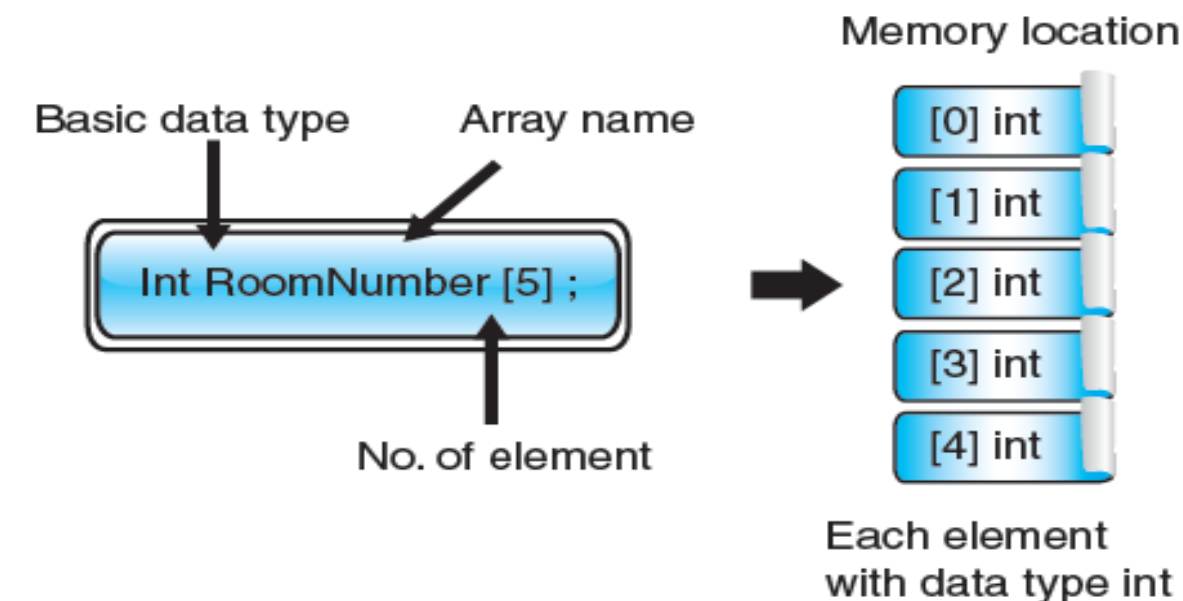 Memory location
Basic data type
Array name
Int RoomNumber [5] ;
No. of element
[0] int
[1] int
[2] int
[3] int
[4] int
Each element
with data type int